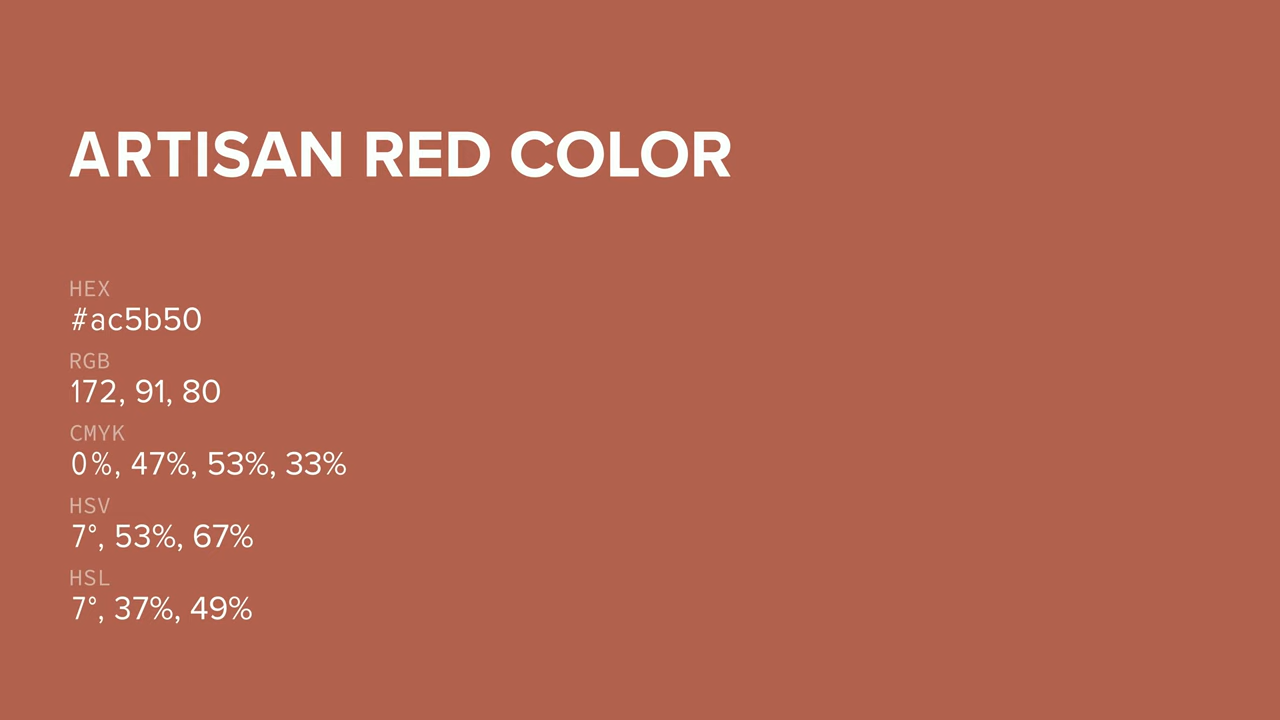 ARTISAN RED COLOR
HEX
#ac5b50
RGB
172, 91, 80
CMYK
0%, 47%, 53%, 33%
HSV
7°, 53%, 67%
HSL
7°, 37%, 49%